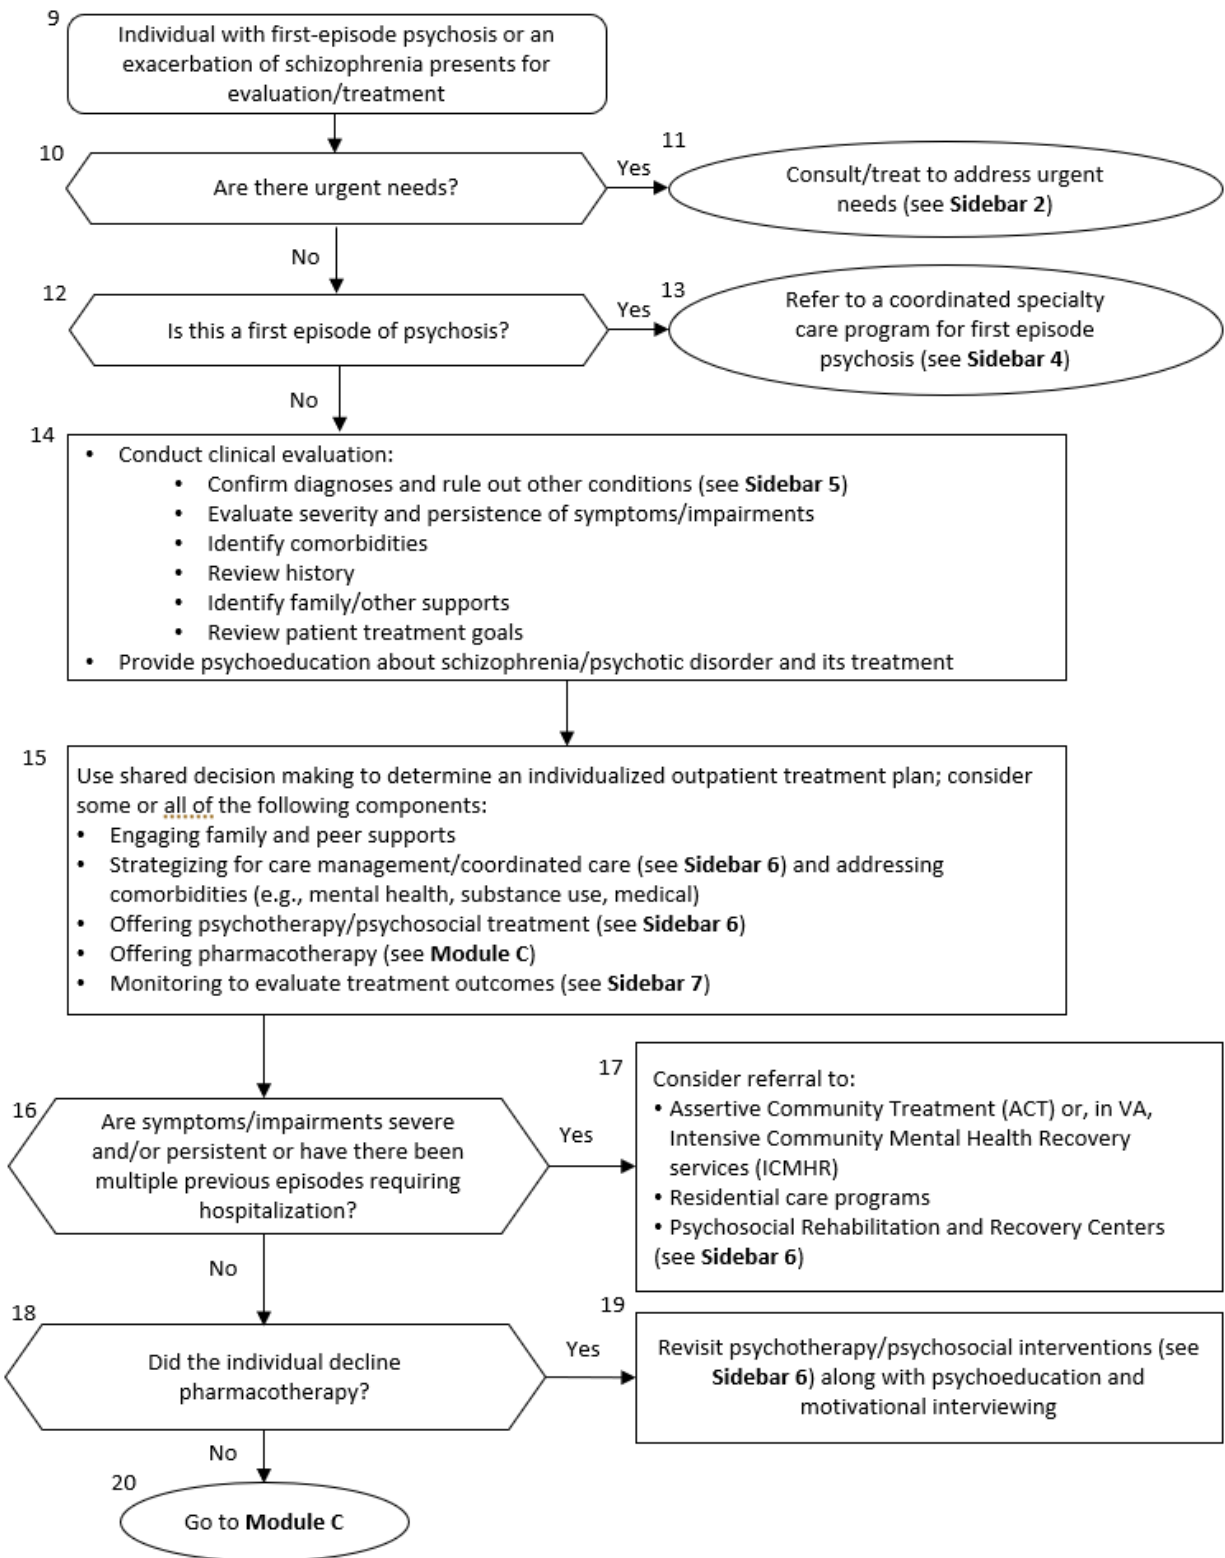 9
Individual with first-episode psychosis or an
exacerbation of schizophrenia presents for
evaluation/treatment
10
Are there urgent needs?
Yes
11
Consult/treat to address urgent
needs (see Sidebar 2)
No
12
Is this a first episode of psychosis?
Yes
13
Refer to a coordinated specialty
care program for first episode
psychosis (see Sidebar 4)
No
14
• Conduct clinical evaluation:
• Confirm diagnoses and rule out other conditions (see Sidebar 5)
• Evaluate severity and persistence of symptoms/impairments
• Identify comorbidities
• Review history
• Identify family/other supports
• Review patient treatment goals
• Provide psychoeducation about schizophrenia/psychotic disorder and its treatment
15
Use shared decision making to determine an individualized outpatient treatment plan; consider
some or all of the following components:
• Engaging family and peer supports
• Strategizing for care management/coordinated care (see Sidebar 6) and addressing
comorbidities (e.g., mental health, substance use, medical)
• Offering psychotherapy/psychosocial treatment (see Sidebar 6)
• Offering pharmacotherapy (see Module C)
• Monitoring to evaluate treatment outcomes (see Sidebar 7)
16
Are symptoms/impairments severe
and/or persistent or have there been
multiple previous episodes requiring
hospitalization?
Yes
17
Consider referral to:
• Assertive Community Treatment (ACT) or, in VA,
Intensive Community Mental Health Recovery
services (ICMHR)
• Residential care programs
• Psychosocial Rehabilitation and Recovery Centers
(see Sidebar 6)
No
18
Did the individual decline
pharmacotherapy?
Yes
19
Revisit psychotherapy/psychosocial interventions (see
Sidebar 6) along with psychoeducation and
motivational interviewing
No
20
Go to Module C